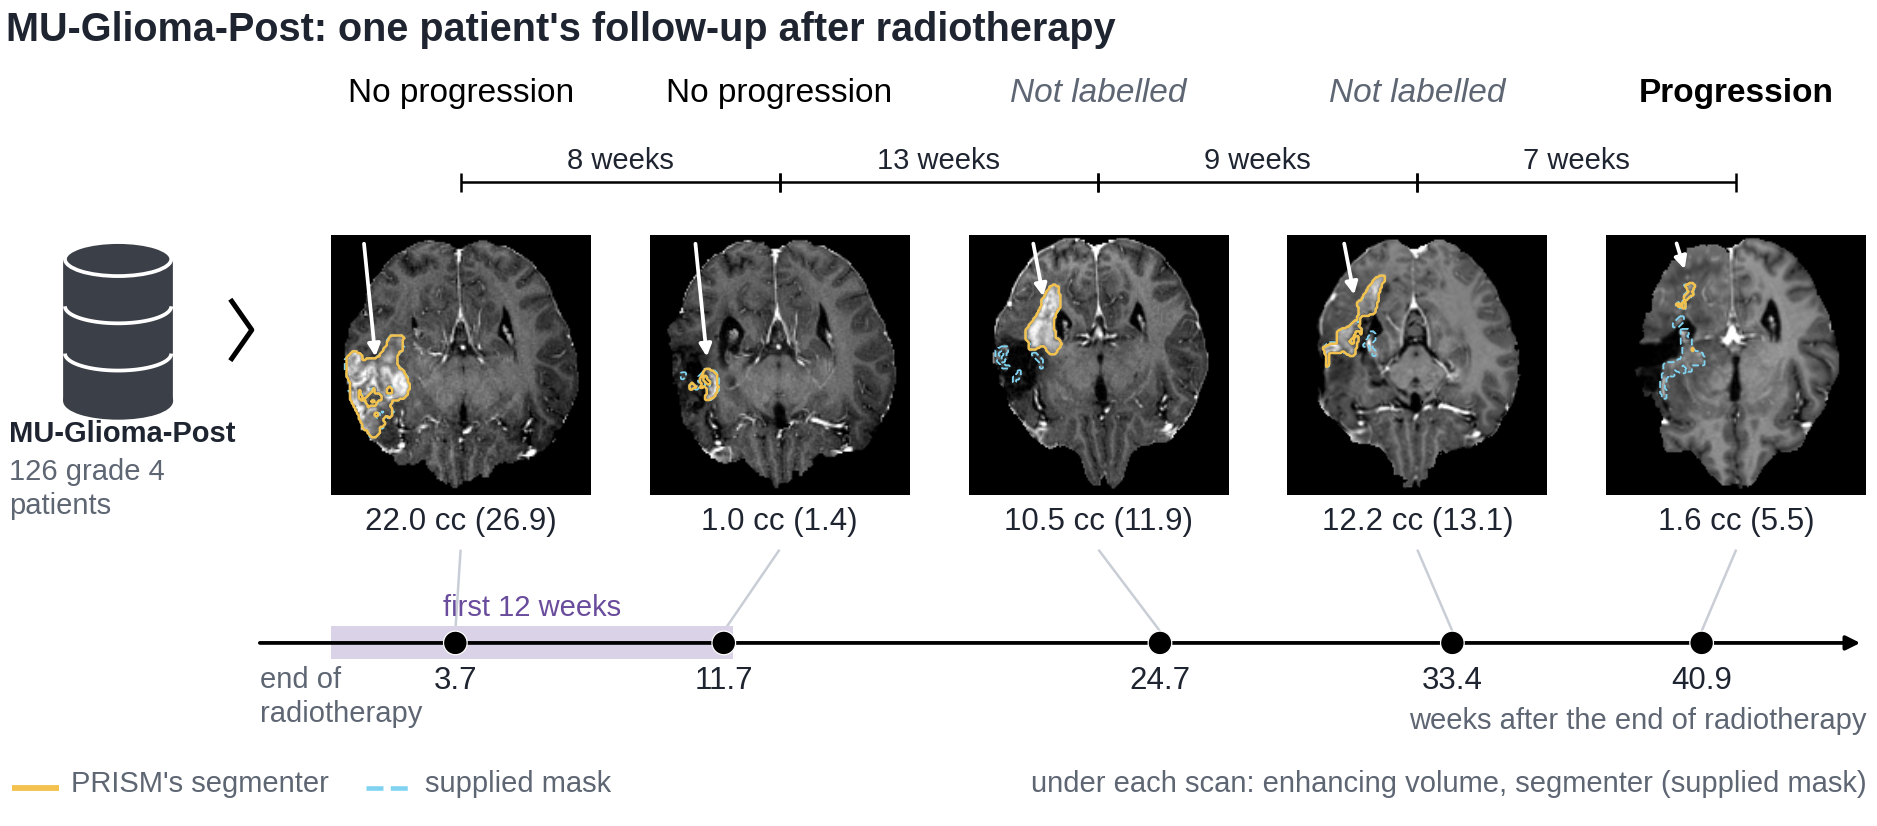 MU-Glioma-Post: one patient's follow-up after radiotherapy
No progression
No progression
Not labelled
Not labelled
Progression
8 weeks
13 weeks
9 weeks
7 weeks
MU-Glioma-Post
126 grade 4
patients
22.0 cc (26.9)
1.0 cc (1.4)
10.5 cc (11.9)
12.2 cc (13.1)
1.6 cc (5.5)
first 12 weeks
end of
radiotherapy
3.7
11.7
24.7
33.4
40.9
weeks after the end of radiotherapy
PRISM's segmenter
supplied mask
under each scan: enhancing volume, segmenter (supplied mask)